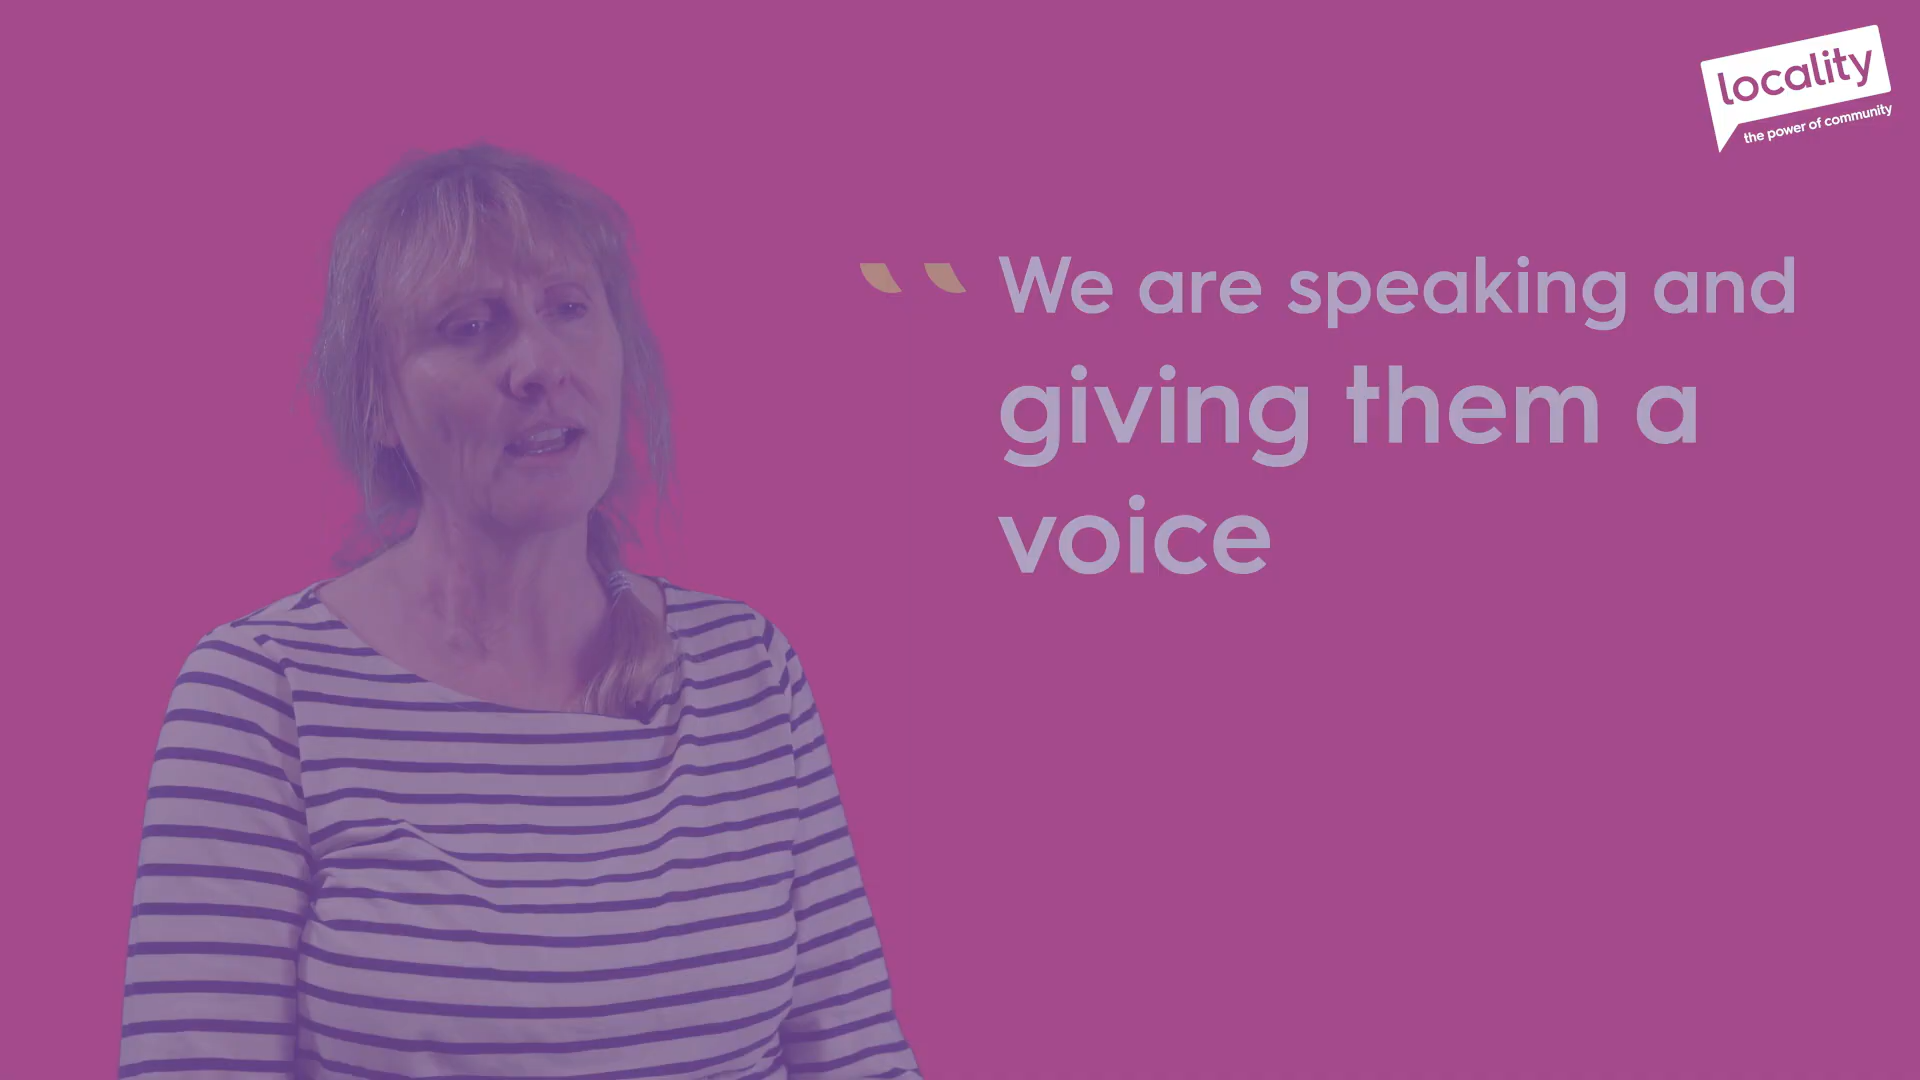 locality
the power of community
We are speaking and
giving them a
voice